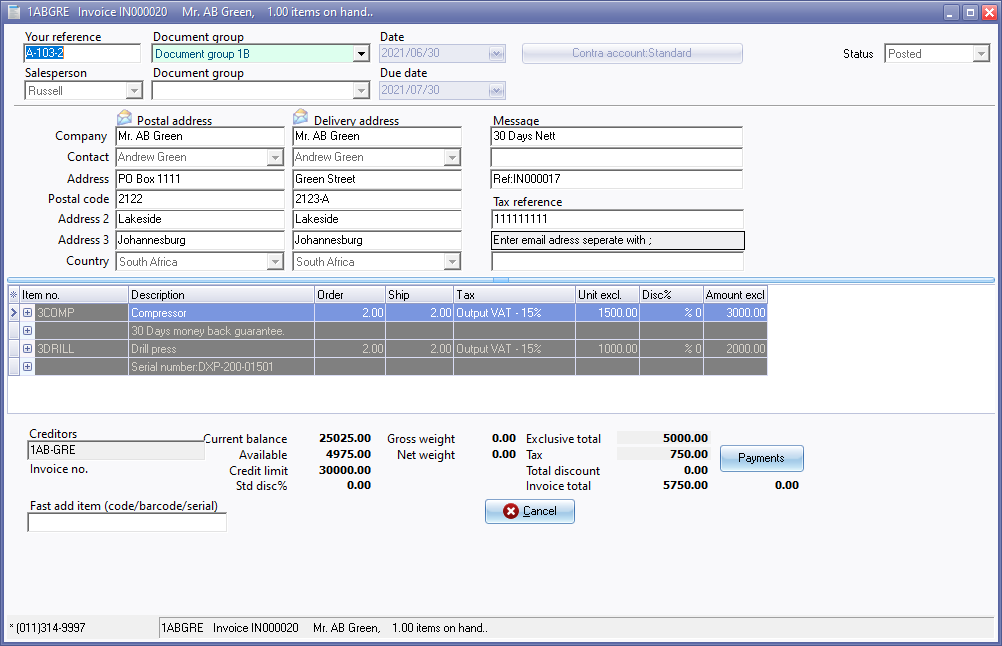 1ABGRE Invoice IN000020 Mr. AB Green, 1.00 items on hand..
Your reference Document group Date
A-103-2 Document group 1B 2021/06/30 Contra account:Standard Status Posted
Salesperson Document group Due date
Russell 2021/07/30
Postal address Delivery address Message
Company Mr. AB Green Mr. AB Green 30 Days Nett
Contact Andrew Green Andrew Green
Address PO Box 1111 Green Street Ref:IN000017
Postal code 2122 2123-A Tax reference
Address 2 Lakeside Lakeside 111111111
Address 3 Johannesburg Johannesburg Enter email adress seperate with ;
Country South Africa South Africa
Item no. Description Order Ship Tax Unit excl. Disc% Amount excl
3COMP Compressor 2.00 2.00 Output VAT - 15% 1500.00 % 0 3000.00
30 Days money back guarantee.
3DRILL Drill press 2.00 2.00 Output VAT - 15% 1000.00 % 0 2000.00
Serial number:DXP-200-01501
Creditors Current balance 25025.00 Gross weight 0.00 Exclusive total 5000.00
1AB-GRE Available 4975.00 Net weight 0.00 Tax 750.00 Payments
Invoice no. Credit limit 30000.00 Total discount 0.00
Std disc% 0.00 Invoice total 5750.00 0.00
Fast add item (code/barcode/serial) Cancel
* (011)314-9997 1ABGRE Invoice IN000020 Mr. AB Green, 1.00 items on hand..